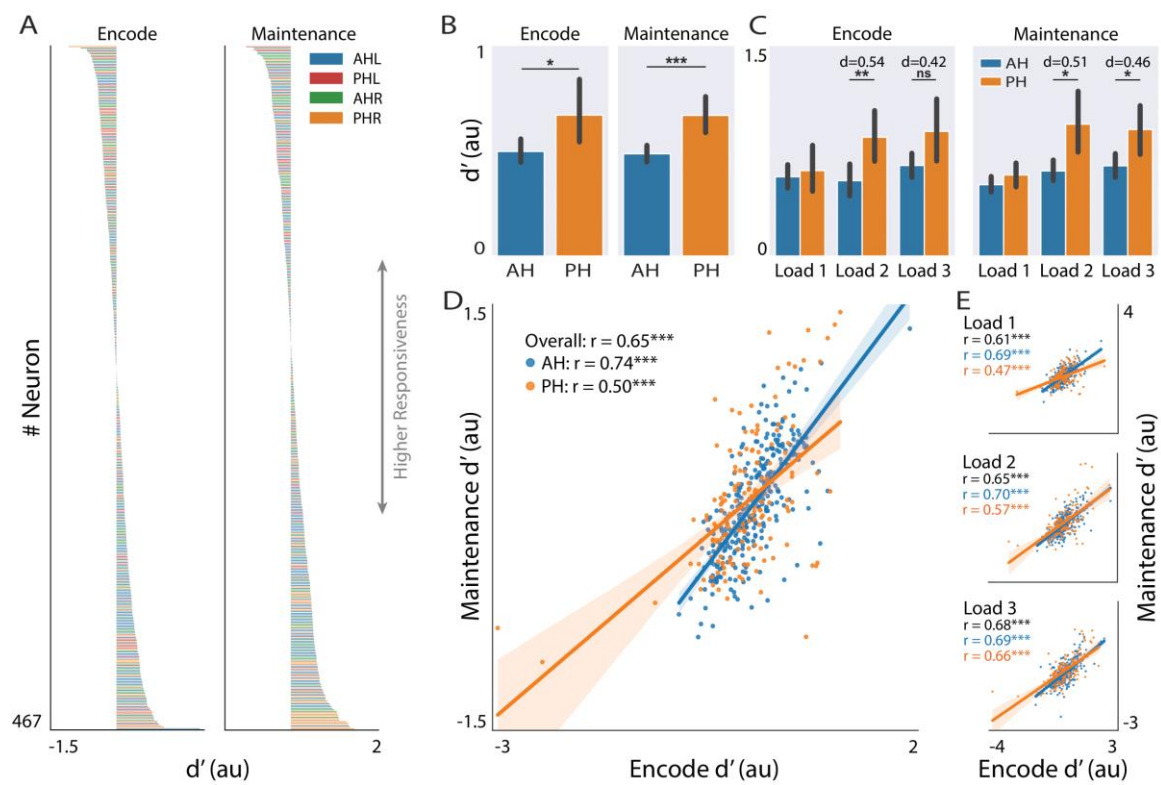 A
Encode
Maintenance
AHL
PHL
AHR
PHR
# Neuron
467
Higher Responsiveness
-1.5
2
d' (au)
B
Encode
Maintenance
1
*
***
d' (au)
0
AH
PH
AH
PH
C
Encode
Maintenance
1.5
AH
PH
d=0.54
d=0.42
d=0.51
d=0.46
**
ns
*
*
0
Load 1
Load 2
Load 3
Load 1
Load 2
Load 3
D
1.5
Overall: r = 0.65***
AH: r = 0.74***
PH: r = 0.50***
Maintenance d' (au)
-1.5
-3
2
Encode d' (au)
E
4
Load 1
r = 0.61***
r = 0.69***
r = 0.47***
Load 2
r = 0.65***
r = 0.70***
r = 0.57***
Load 3
r = 0.68***
r = 0.69***
r = 0.66***
Maintenance d' (au)
-3
-4
3
Encode d' (au)